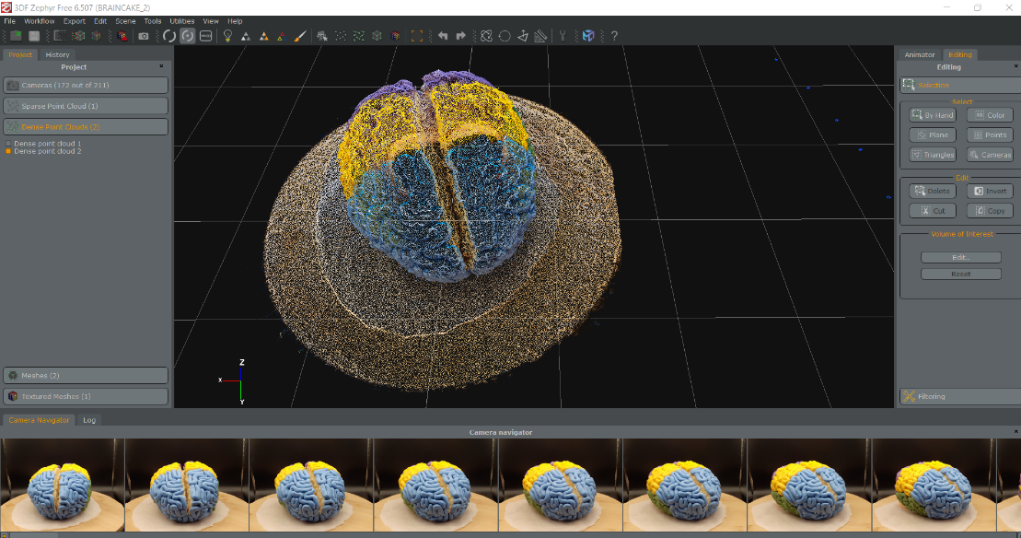 3DF Zephyr Free 6.507 (BRAINCAKE_2)
File Workflow Export Edit Scene Tools Utilities View Help
Project History
Project
Cameras (172 out of 211)
Sparse Point Cloud (1)
Dense Point Clouds (2)
Dense point cloud 1
Dense point cloud 2
Meshes (2)
Textured Meshes (1)
Z
X
Y
Animator Editing
Editing
Selection
Select
By Hand Color
Plane Points
Triangles Cameras
Edit
Delete Invert
Cut Copy
Volume of Interest
Edit...
Reset
Filtering
Camera Navigator Log
Camera navigator